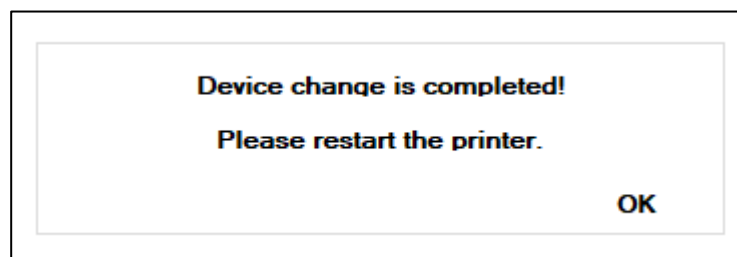 Device change is completed!
Please restart the printer.
OK